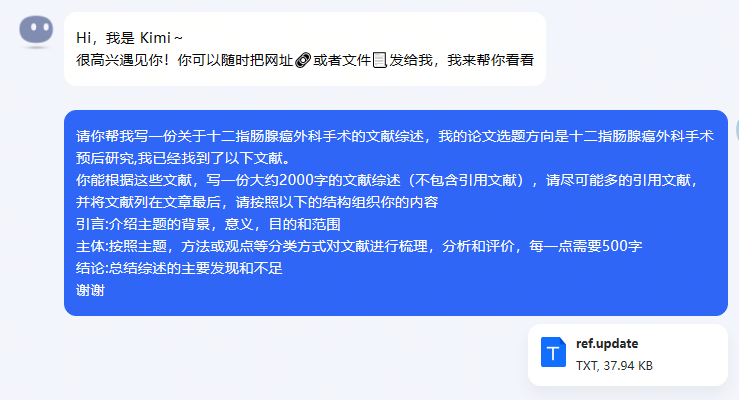 Hi，我是 Kimi～
很高兴遇见你！你可以随时把网址🔗或者文件📃发给我，我来帮你看看
请你帮我写一份关于十二指肠腺癌外科手术的文献综述，我的论文选题方向是十二指肠腺癌外科手术
预后研究,我已经找到了以下文献。
你能根据这些文献，写一份大约2000字的文献综述（不包含引用文献），请尽可能多的引用文献，
并将文献列在文章最后，请按照以下的结构组织你的内容
引言:介绍主题的背景，意义，目的和范围
主体:按照主题，方法或观点等分类方式对文献进行梳理，分析和评价，每一点需要500字
结论:总结综述的主要发现和不足
谢谢
T
ref.update
TXT, 37.94 KB